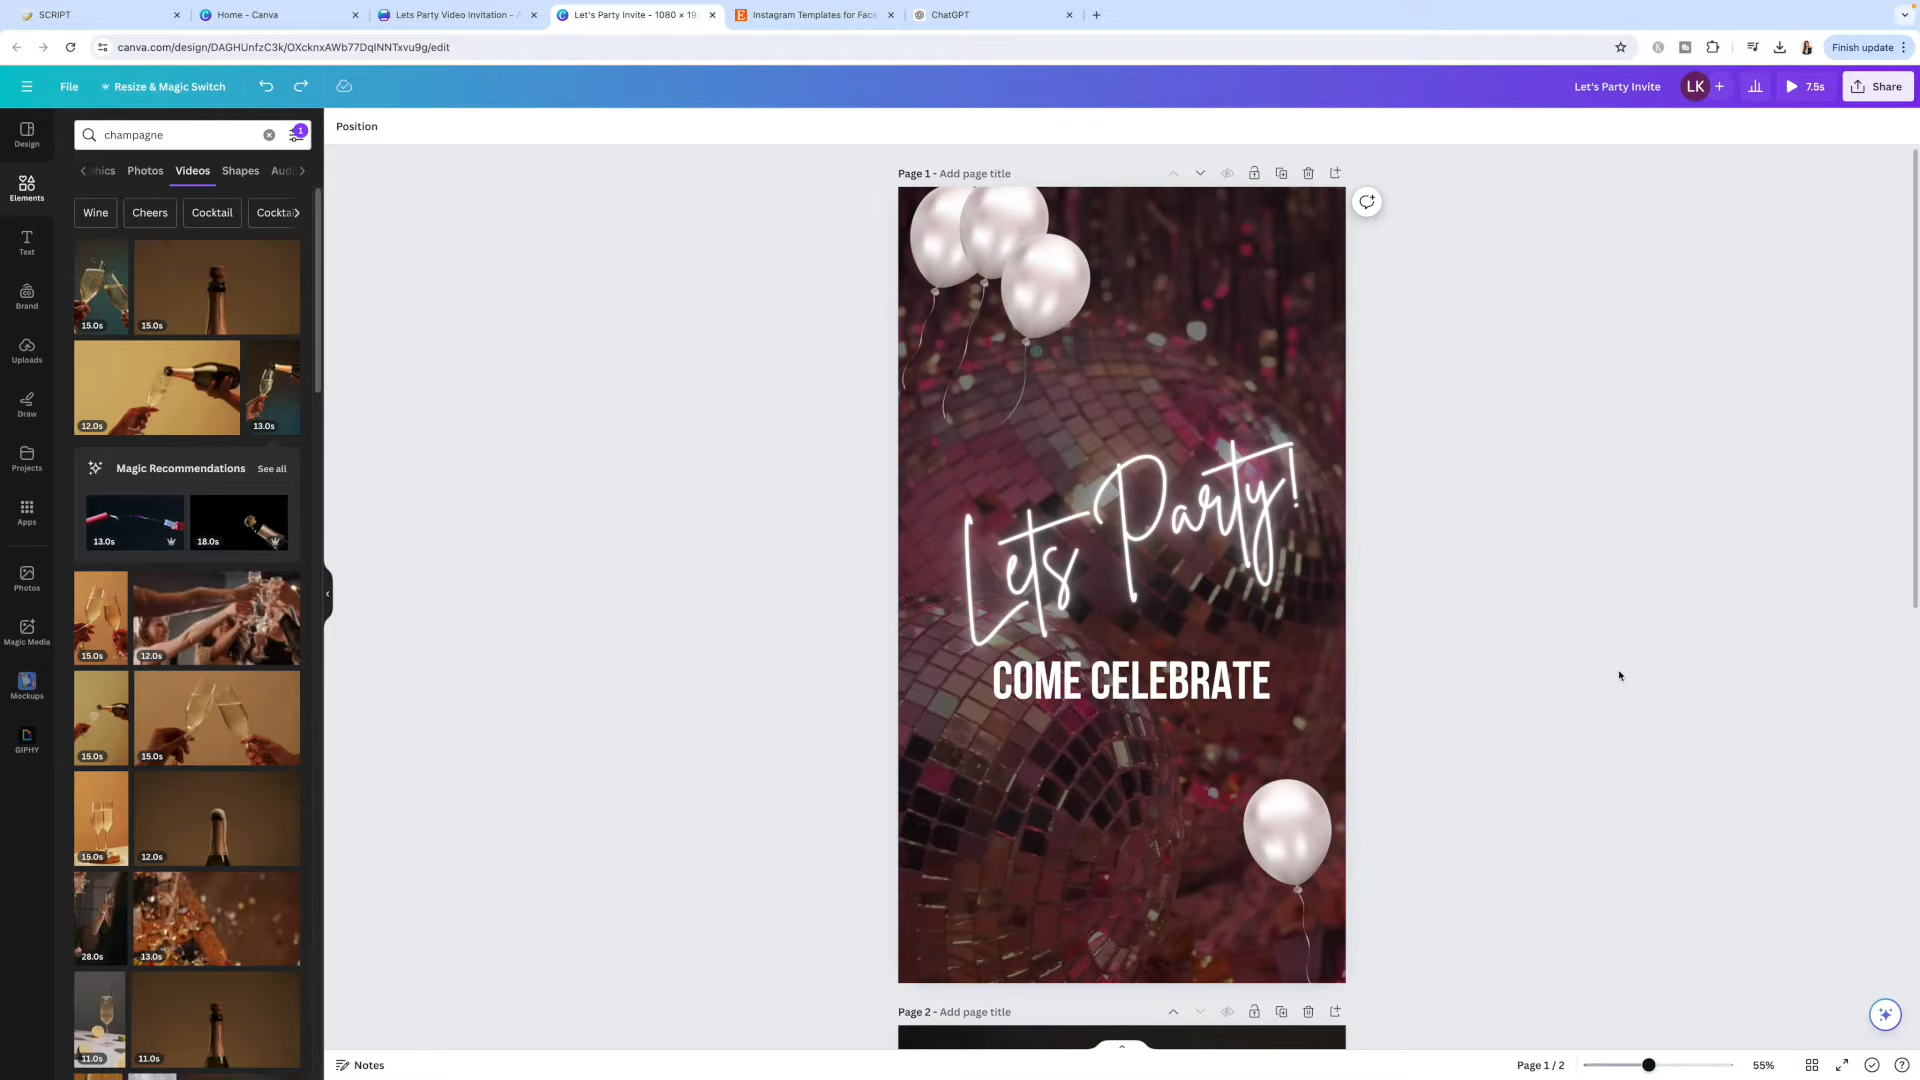 SCRIPT
Home - Canva
Lets Party Video Invitation - A
Let's Party Invite - 1080 × 19
Instagram Templates for Face
ChatGPT
canva.com/design/DAGHUnfzC3k/OXcknxAWb77DqINNTxvu9g/edit
Finish update
File
Resize & Magic Switch
Let's Party Invite
LK
7.5s
Share
Design
Elements
Text
Brand
Uploads
Draw
Projects
Apps
Photos
Magic Media
Mockups
GIPHY
champagne
1
hics
Photos
Videos
Shapes
Aud
Wine
Cheers
Cocktail
Cocktai
15.0s
15.0s
12.0s
13.0s
Magic Recommendations
See all
13.0s
18.0s
15.0s
12.0s
15.0s
15.0s
15.0s
12.0s
28.0s
13.0s
11.0s
11.0s
Position
Page 1 - Add page title
Lets Party!
COME CELEBRATE
Page 2 - Add page title
Notes
Page 1 / 2
55%